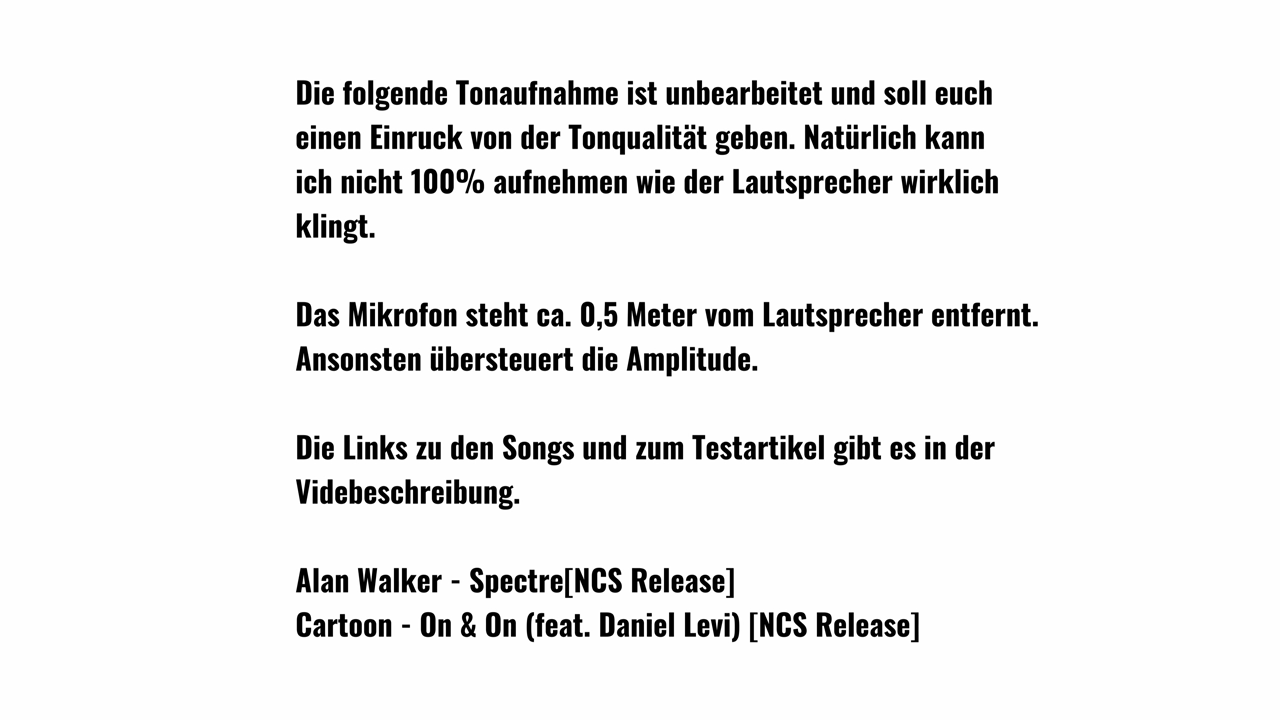 Die folgende Tonaufnahme ist unbearbeitet und soll euch
einen Einruck von der Tonqualität geben. Natürlich kann
ich nicht 100% aufnehmen wie der Lautsprecher wirklich
klingt.
Das Mikrofon steht ca. 0,5 Meter vom Lautsprecher entfernt.
Ansonsten übersteuert die Amplitude.
Die Links zu den Songs und zum Testartikel gibt es in der
Videbeschreibung.
Alan Walker - Spectre[NCS Release]
Cartoon - On & On (feat. Daniel Levi) [NCS Release]